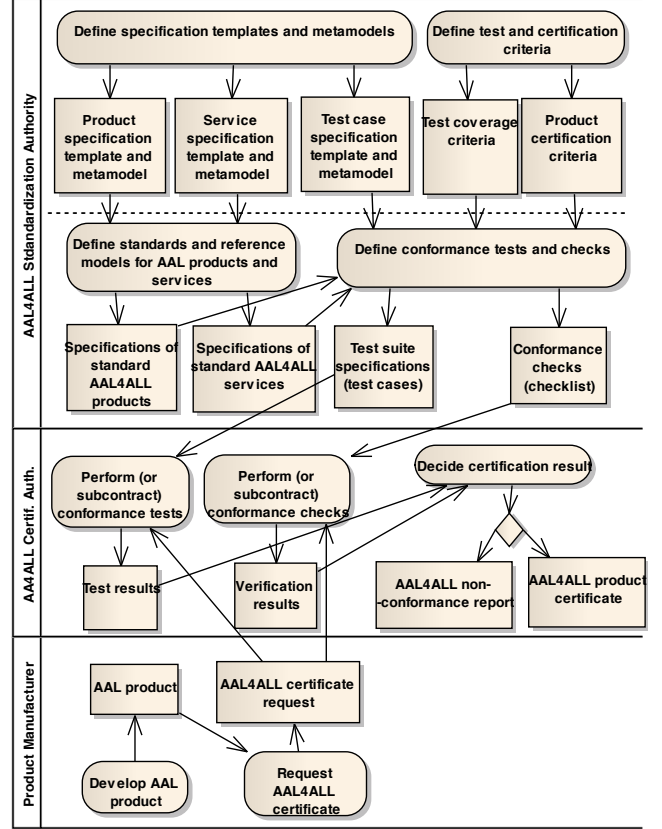 AAL4ALL Stdandardization Authority
Define specification templates and metamodels
Define test and certification
criteria
Product
specification
template and
metamodel
Service
specification
template and
metamodel
Test case
specification
template and
metamodel
Test coverage
criteria
Product
certification
criteria
Define standards and reference
models for AAL products and
services
Define conformance tests and checks
Specifications of
standard
AAL4ALL
products
Specifications of
standard AAL4ALL
services
Test suite
specifications
(test cases)
Conformance
checks
(checklist)
AA4ALL Certif. Auth.
Perform (or
subcontract)
conformance tests
Perform (or
subcontract)
conformance checks
Decide certification result
Test results
Verification
results
AAL4ALL non-
-conformance report
AAL4ALL product
certificate
Product Manufacturer
AAL product
AAL4ALL certificate
request
Develop AAL
product
Request
AAL4ALL
certificate